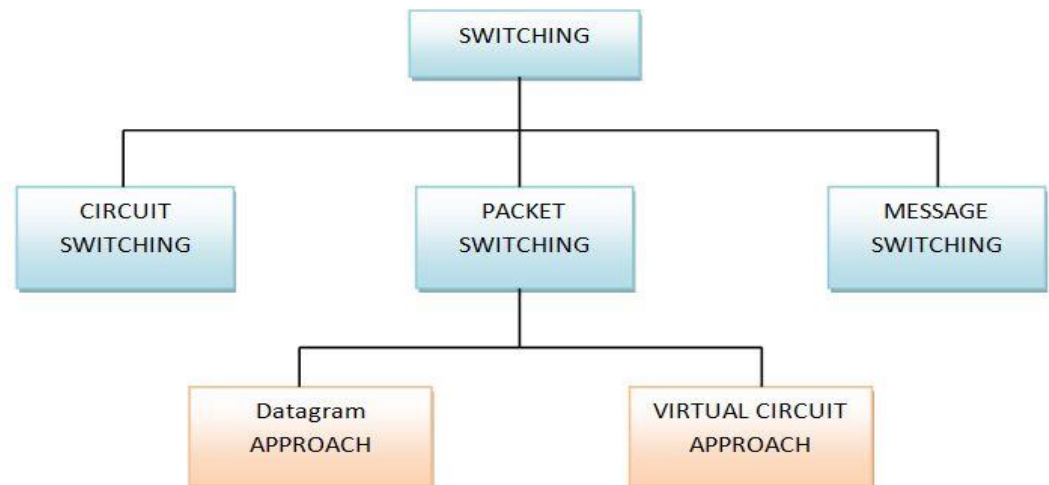 SWITCHING
CIRCUIT
SWITCHING
PACKET
SWITCHING
MESSAGE
SWITCHING
Datagram
APPROACH
VIRTUAL CIRCUIT
APPROACH